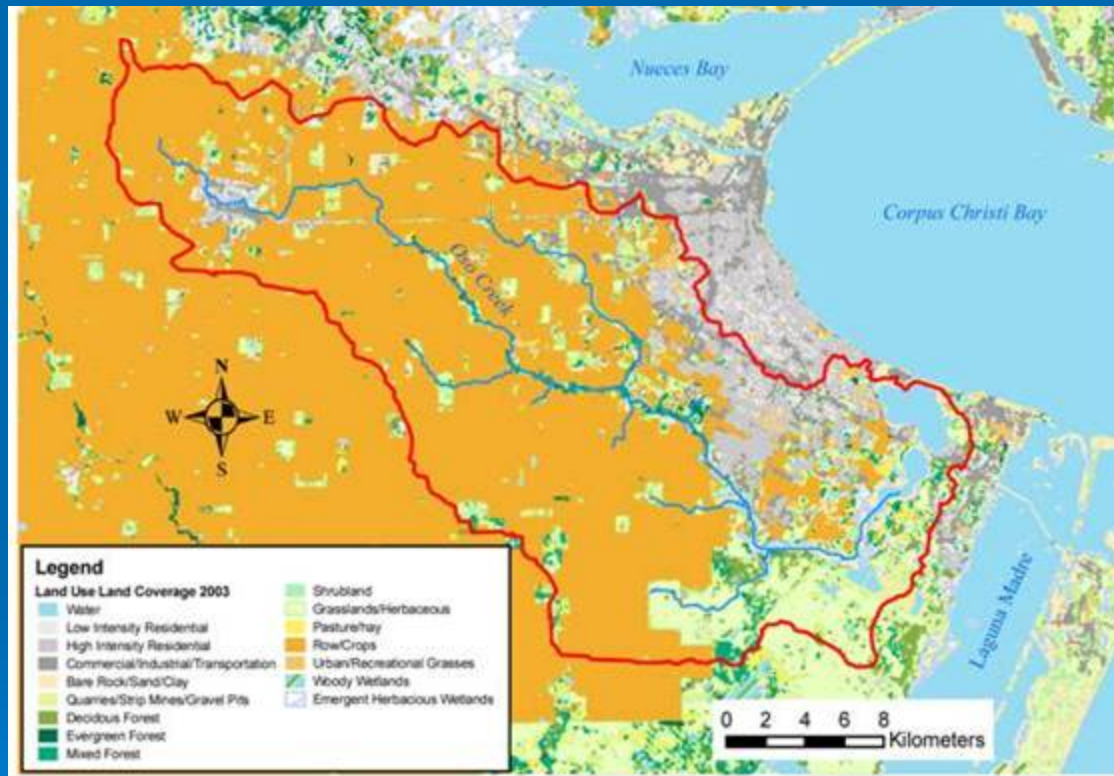 Nueces Bay
Corpus Christi Bay
Oso Creek
N
W E
S
Laguna Madre
Legend
Land Use Land Coverage 2003
Water
Low Intensity Residential
High Intensity Residential
Commercial/Industrial/Transportation
Bare Rock/Sand/Clay
Quarries/Strip Mines/Gravel Pits
Decidous Forest
Evergreen Forest
Mixed Forest
Shrubland
Grasslands/Herbaceous
Pasture/hay
Row/Crops
Urban/Recreational Grasses
Woody Wetlands
Emergent Herbacious Wetlands
0 2 4 6 8
Kilometers